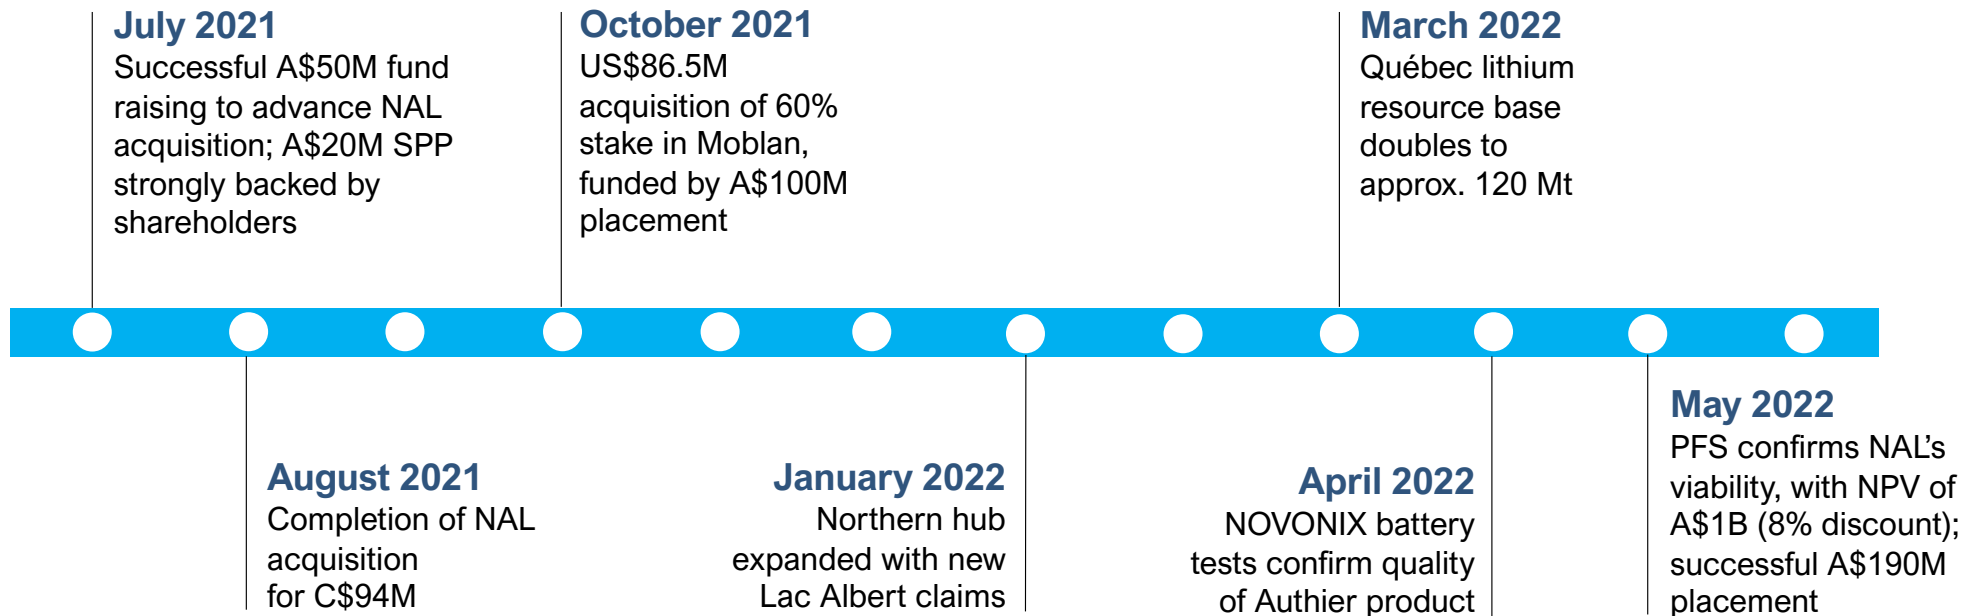 July 2021
Successful A$50M fund
raising to advance NAL
acquisition; A$20M SPP
strongly backed by
shareholders
October 2021
US$86.5M
acquisition of 60%
stake in Moblan,
funded by A$100M
placement
March 2022
Québec lithium
resource base
doubles to
approx. 120 Mt
August 2021
Completion of NAL
acquisition
for C$94M
January 2022
Northern hub
expanded with new
Lac Albert claims
April 2022
NOVONIX battery
tests confirm quality
of Authier product
May 2022
PFS confirms NAL’s
viability, with NPV of
A$1B (8% discount);
successful A$190M
placement